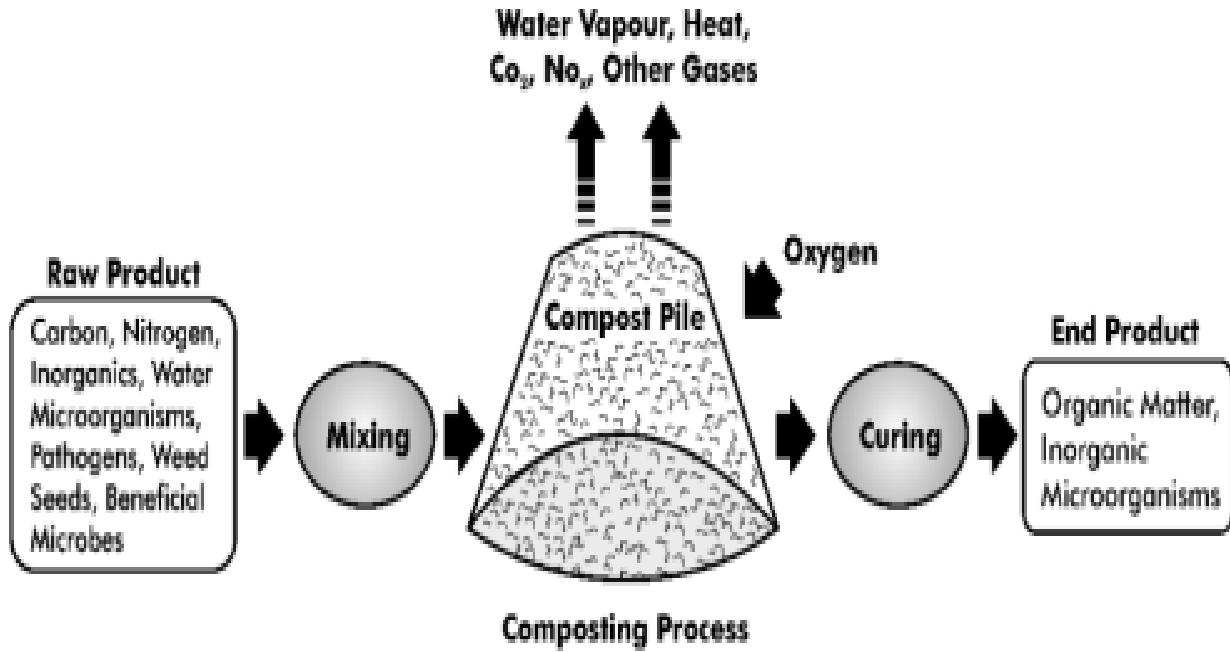 Water Vapour, Heat,
Co₂, Noₓ, Other Gases
Oxygen
Raw Product
Carbon, Nitrogen,
Inorganics, Water
Microorganisms,
Pathogens, Weed
Seeds, Beneficial
Microbes
Mixing
Compost Pile
Curing
End Product
Organic Matter,
Inorganic
Microorganisms
Composting Process